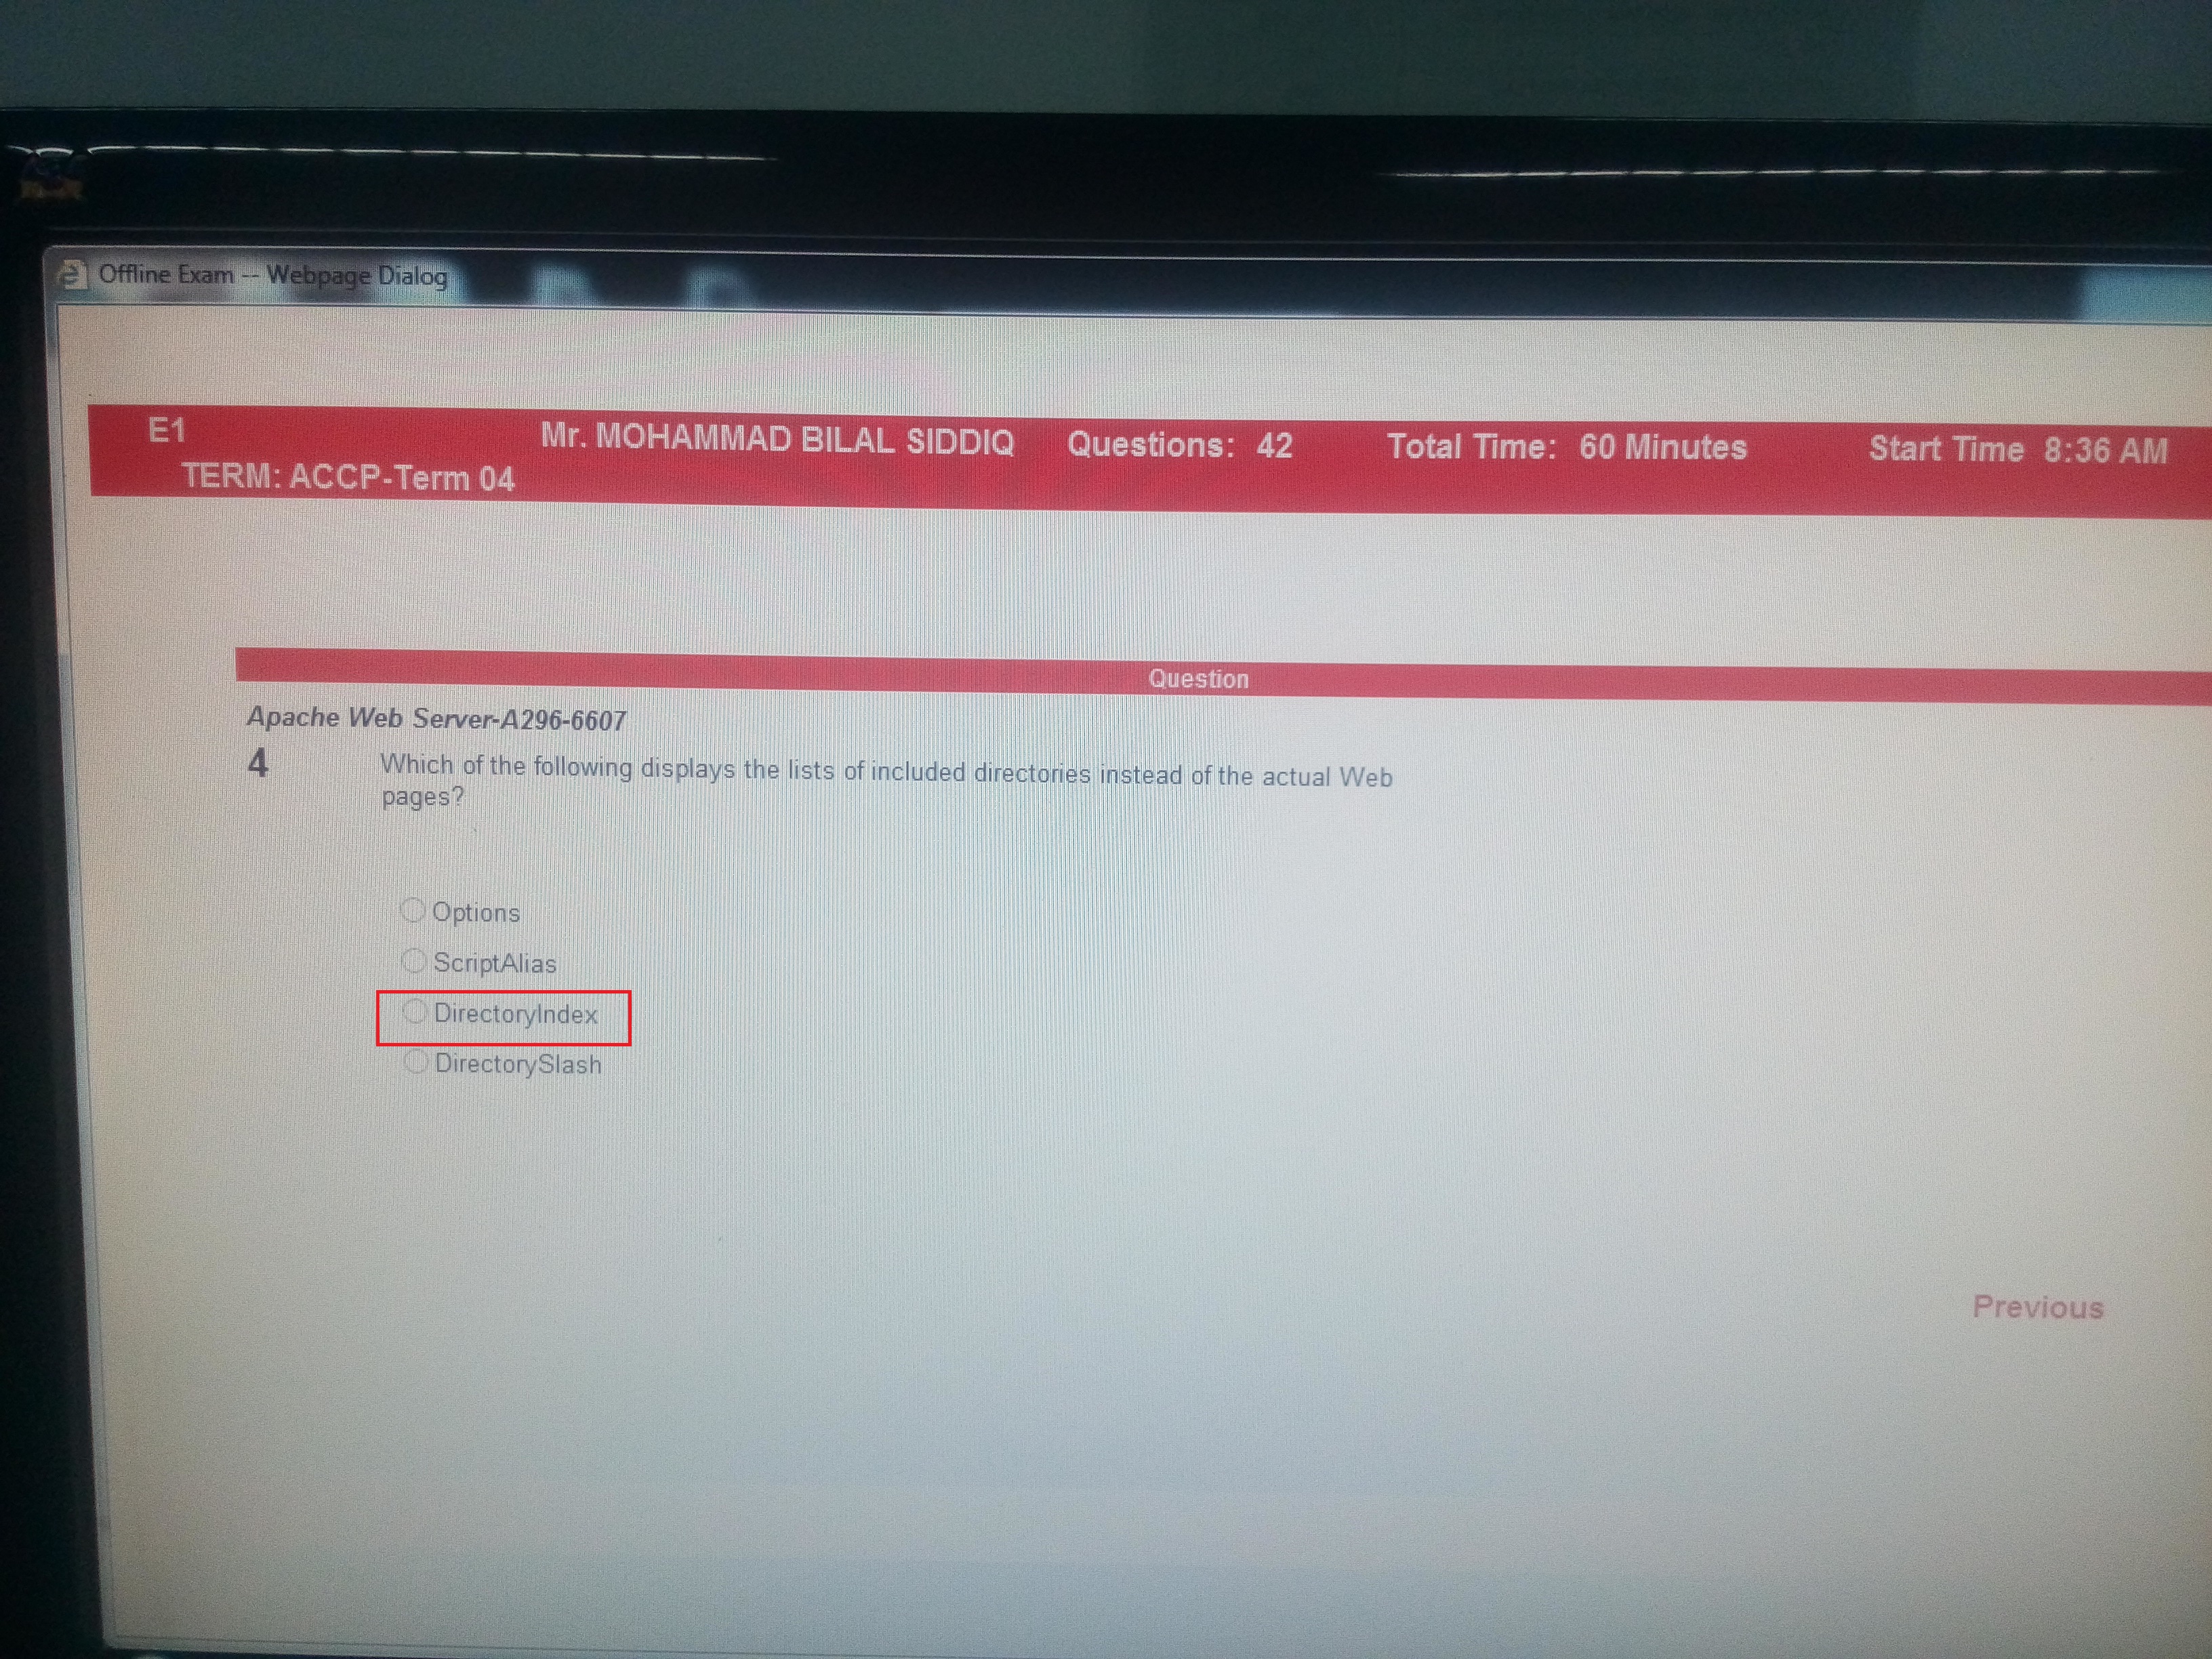 Offline Exam -- Webpage Dialog
E1 Mr. MOHAMMAD BILAL SIDDIQ Questions: 42 Total Time: 60 Minutes Start Time 8:36 AM
TERM: ACCP-Term 04
Question
Apache Web Server-A296-6607
4 Which of the following displays the lists of included directories instead of the actual Web
pages?
Options
ScriptAlias
DirectoryIndex
DirectorySlash
Previous